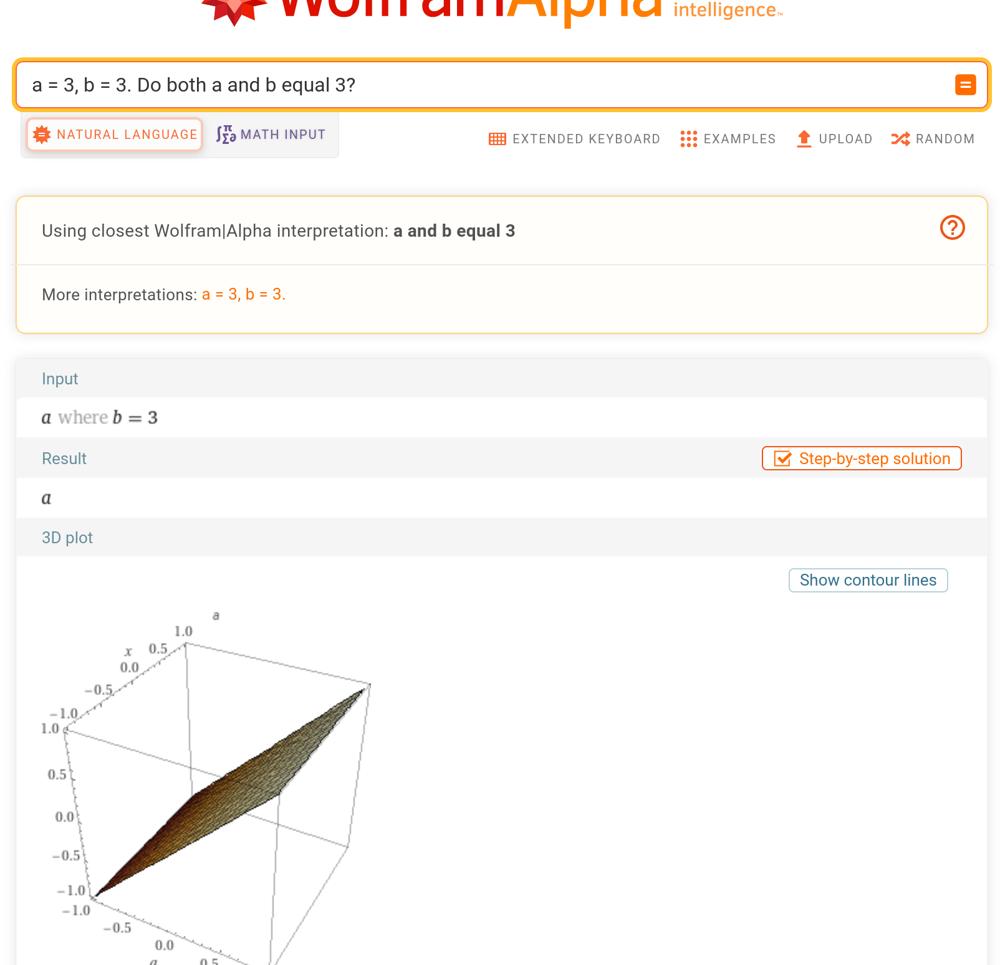 WolframAlpha intelligence™
a = 3, b = 3. Do both a and b equal 3?
NATURAL LANGUAGE MATH INPUT EXTENDED KEYBOARD EXAMPLES UPLOAD RANDOM
Using closest Wolfram|Alpha interpretation: a and b equal 3
More interpretations: a = 3, b = 3.
Input
a where b = 3
Result
Step-by-step solution
a
3D plot
Show contour lines
a
1.0
x 0.5
0.0
−0.5
−1.0
1.0
0.5
0.0
−0.5
−1.0
−1.0
−0.5
0.0
a 0.5